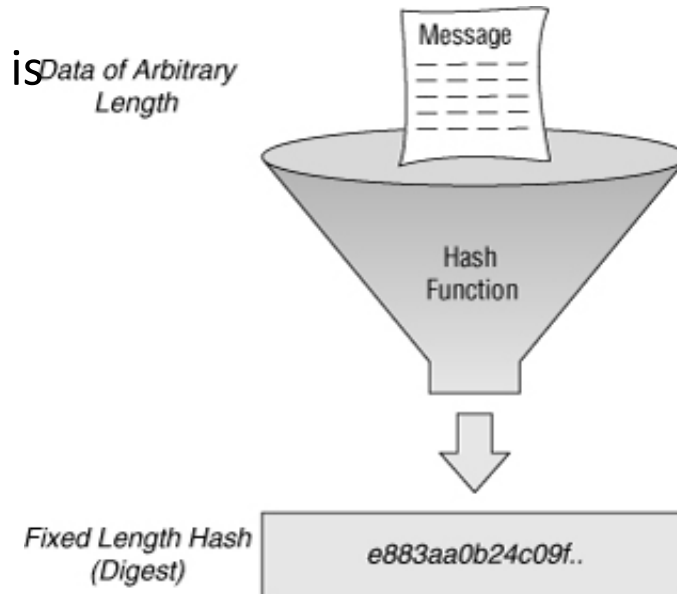 Message
is
Data of Arbitrary
Length
Hash
Function
Fixed Length Hash
(Digest)
e883aa0b24c09f..